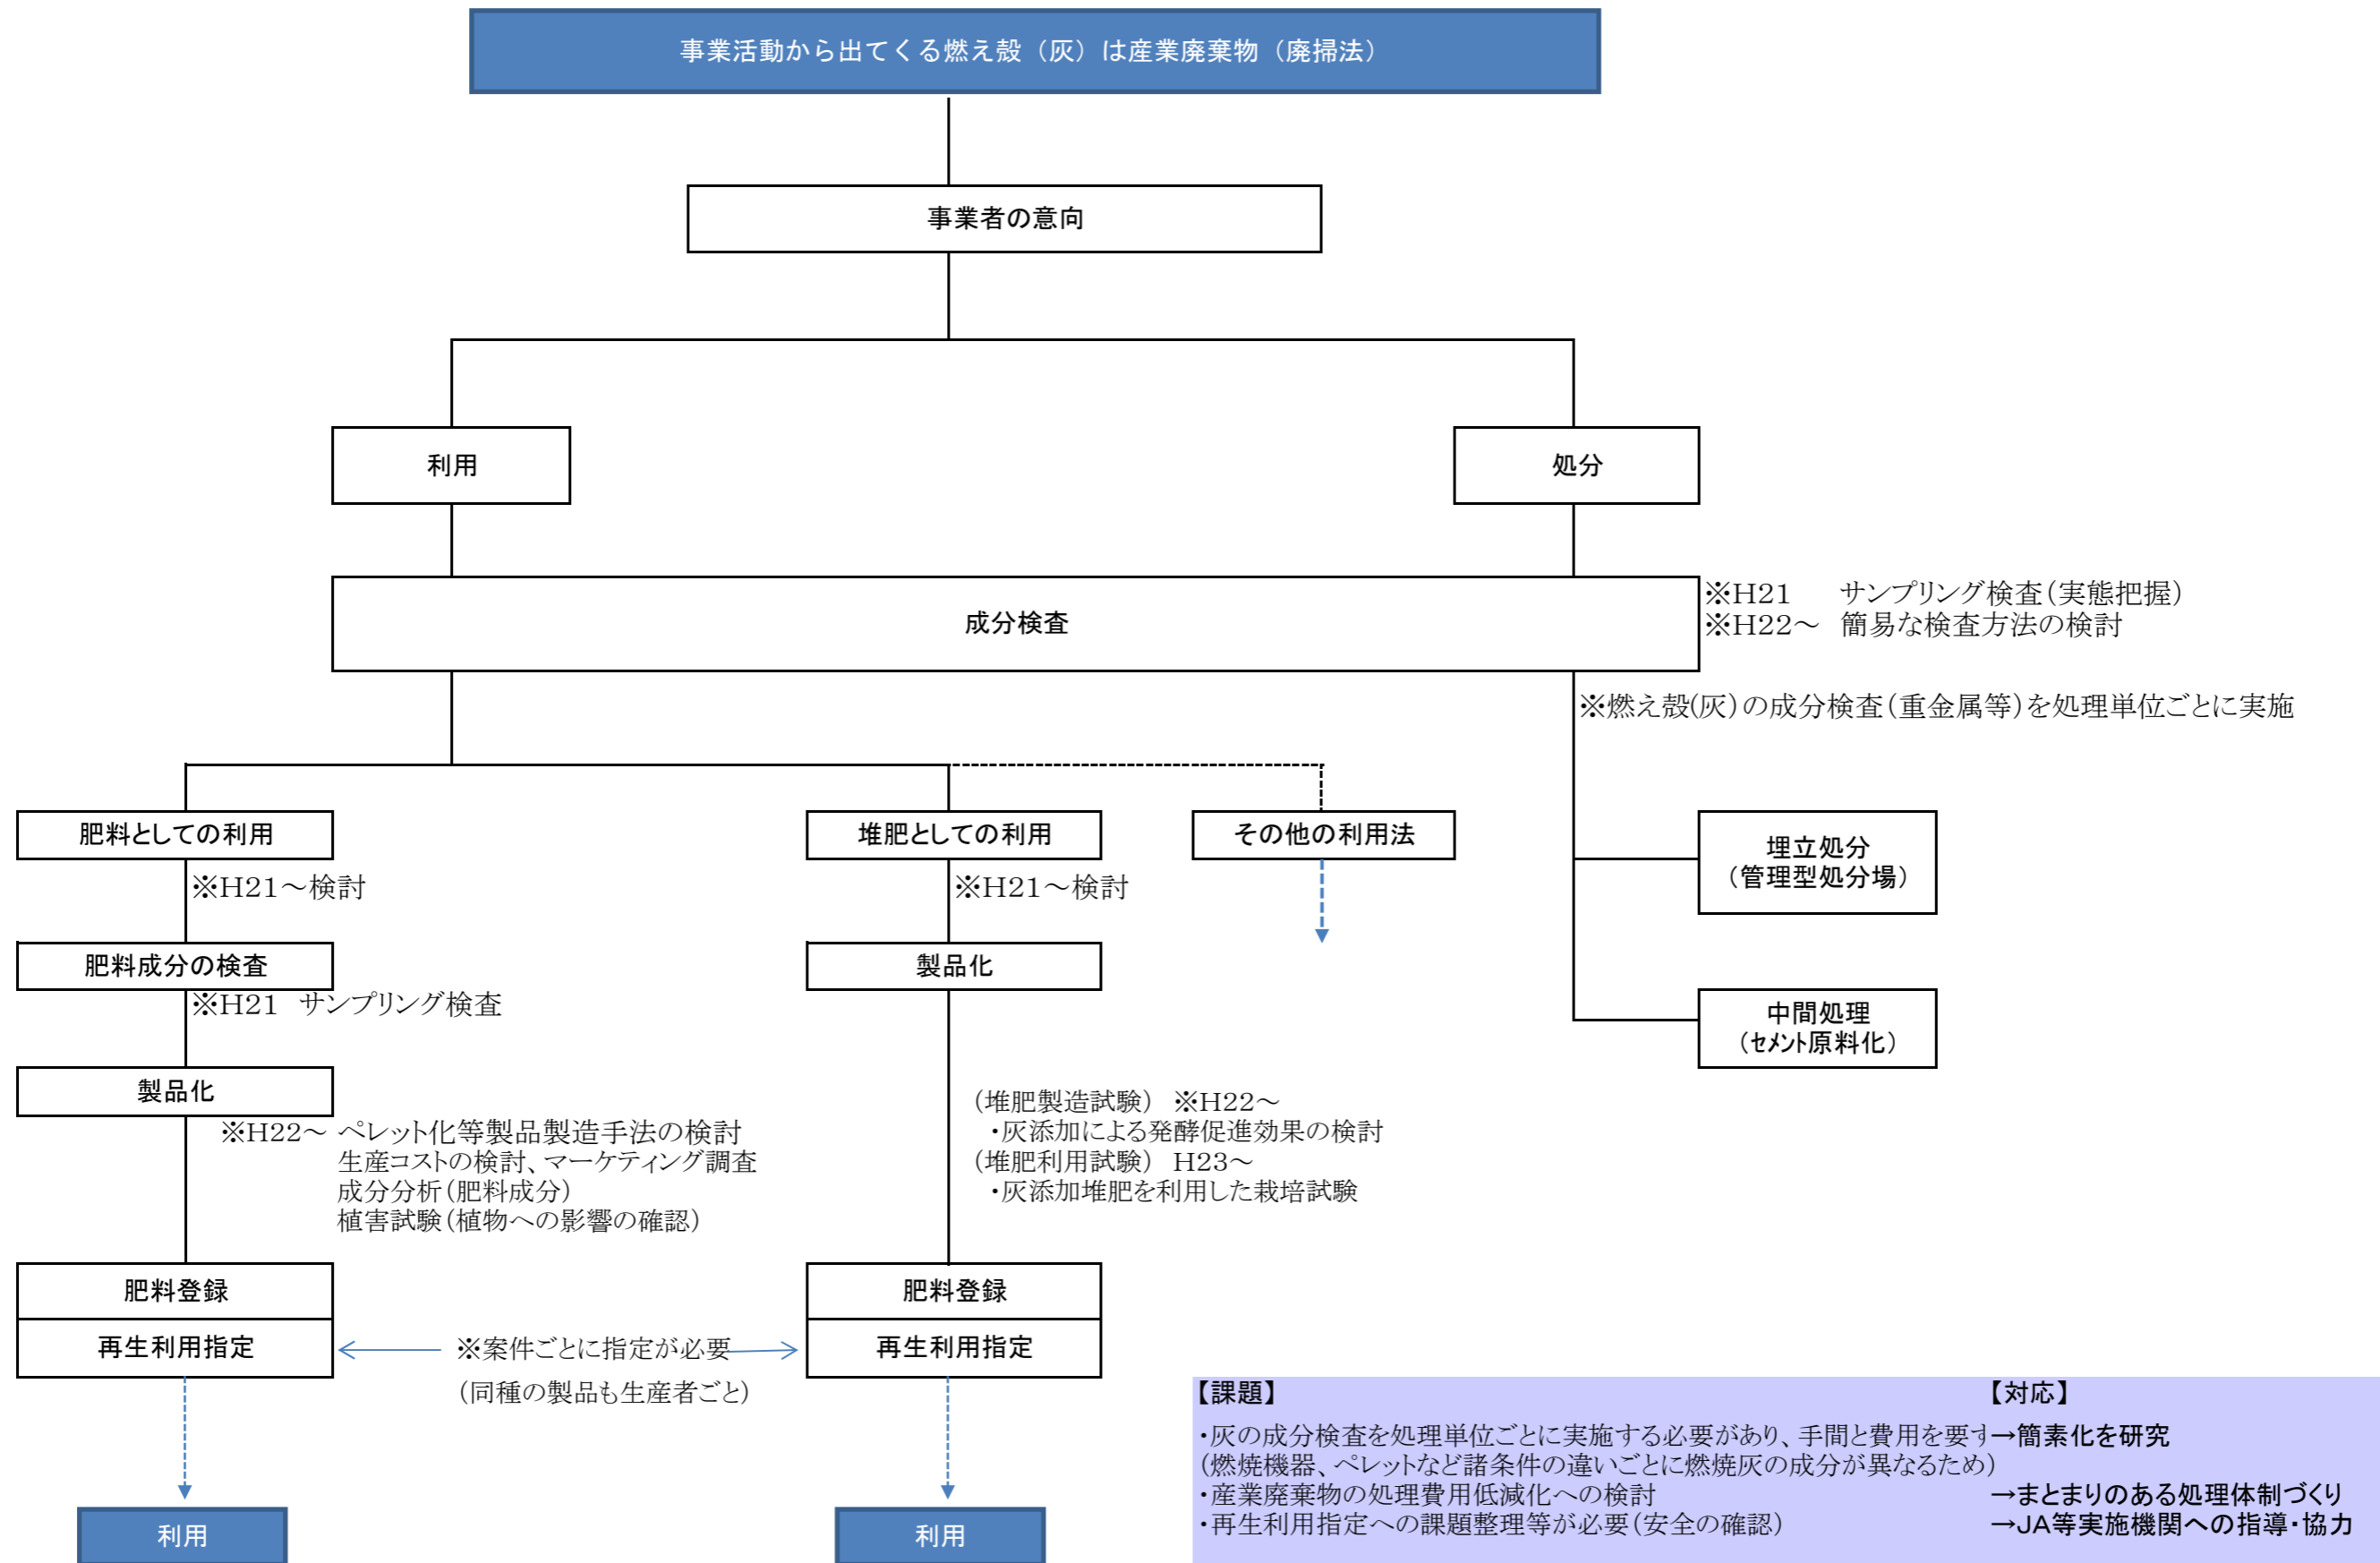 事業活動から出てくる燃え殻（灰）は産業廃棄物（廃掃法）
事業者の意向
利用
処分
成分検査
※H21　サンプリング検査（実態把握）
※H22～　簡易な検査方法の検討
※燃え殻(灰)の成分検査（重金属等）を処理単位ごとに実施
肥料としての利用
堆肥としての利用
その他の利用法
埋立処分
（管理型処分場）
※H21～検討
※H21～検討
肥料成分の検査
製品化
※H21　サンプリング検査
中間処理
（ｾﾒﾝﾄ原料化）
製品化
※H22～ ペレット化等製品製造手法の検討
生産コストの検討、マーケティング調査
成分分析（肥料成分）
植害試験（植物への影響の確認）
（堆肥製造試験）　※H22～
・灰添加による発酵促進効果の検討
（堆肥利用試験）　H23～
・灰添加堆肥を利用した栽培試験
肥料登録
肥料登録
再生利用指定
※案件ごとに指定が必要
再生利用指定
（同種の製品も生産者ごと）
【課題】
【対応】
・灰の成分検査を処理単位ごとに実施する必要があり、手間と費用を要す→簡素化を研究
（燃焼機器、ペレットなど諸条件の違いごとに燃焼灰の成分が異なるため）
・産業廃棄物の処理費用低減化への検討　→まとまりのある処理体制づくり
・再生利用指定への課題整理等が必要（安全の確認）　→JA等実施機関への指導・協力
利用
利用